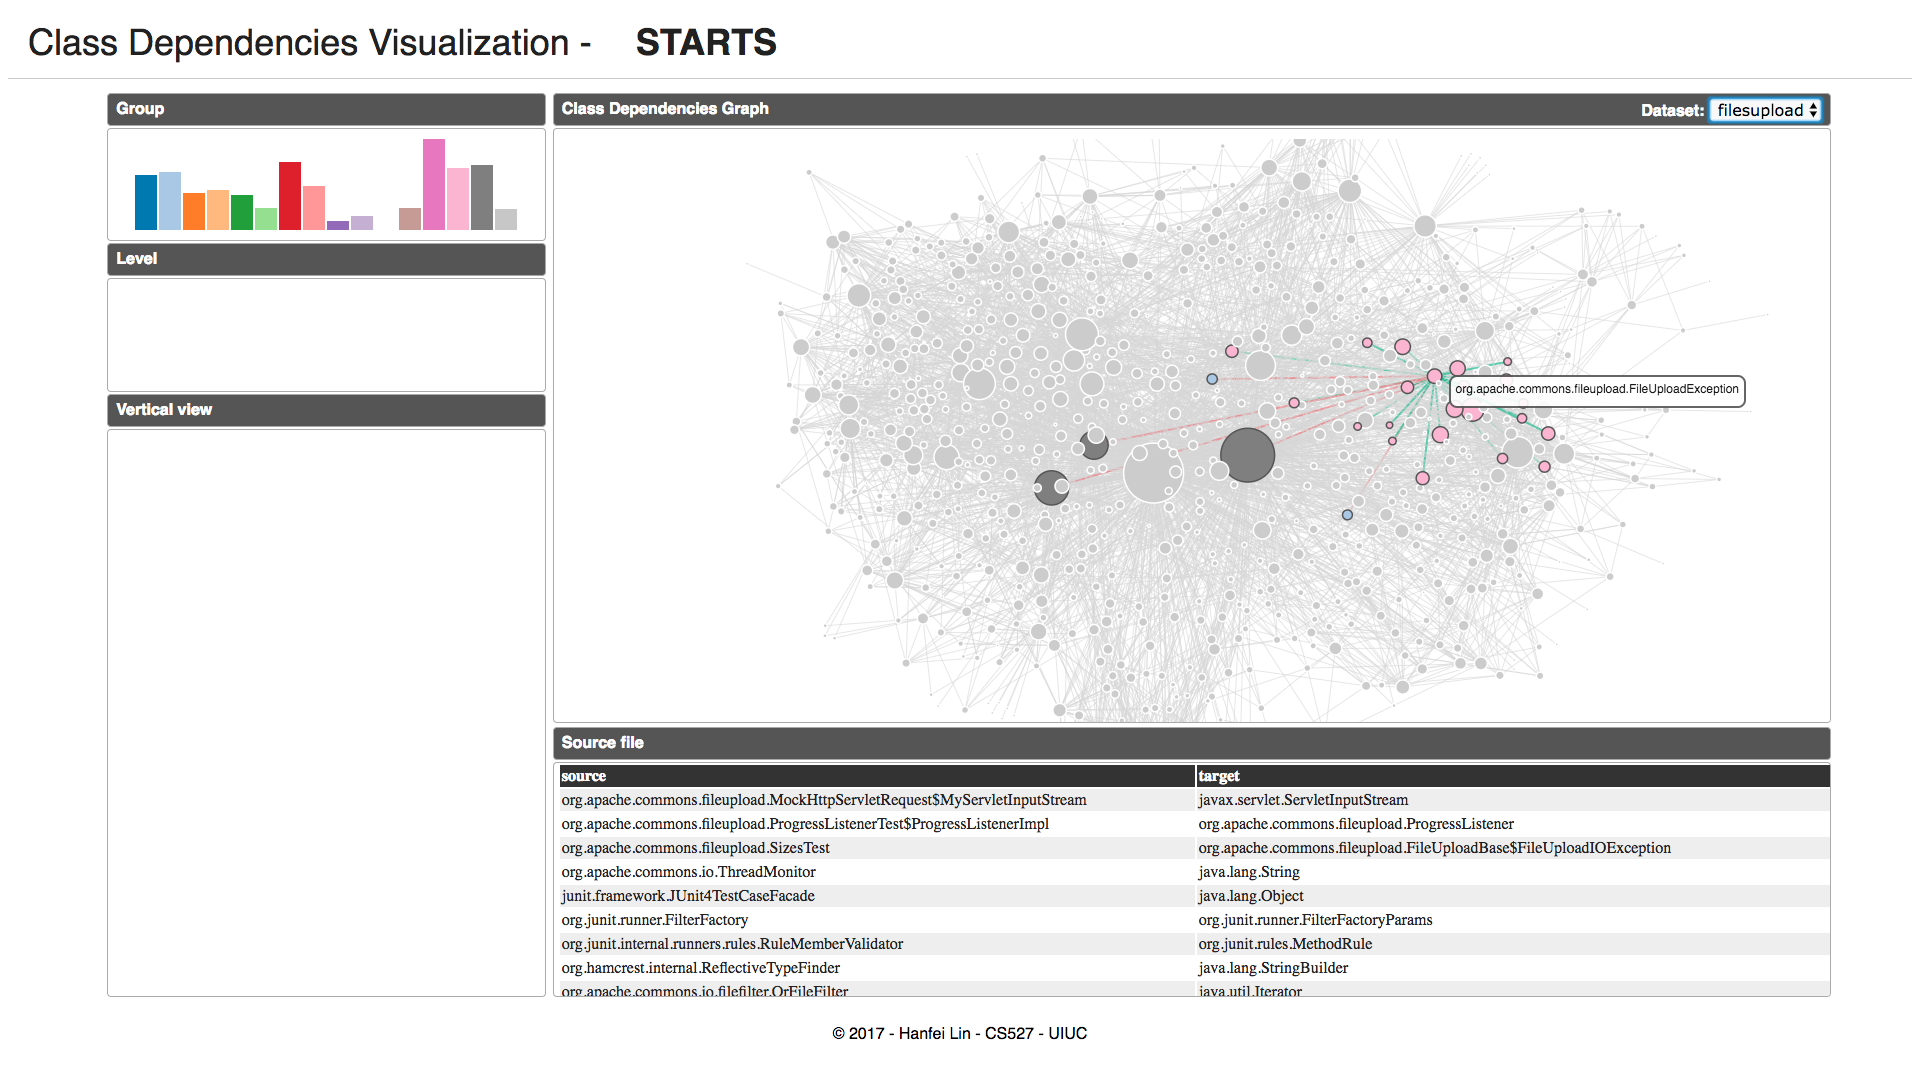 Class Dependencies Visualization - STARTS
Group
Class Dependencies Graph Dataset: filesupload
Level
Vertical view
org.apache.commons.fileupload.FileUploadException
Source file
source target
org.apache.commons.fileupload.MockHttpServletRequest$MyServletInputStream javax.servlet.ServletInputStream
org.apache.commons.fileupload.ProgressListenerTest$ProgressListenerImpl org.apache.commons.fileupload.ProgressListener
org.apache.commons.fileupload.SizesTest org.apache.commons.fileupload.FileUploadBase$FileUploadIOException
org.apache.commons.io.ThreadMonitor java.lang.String
junit.framework.JUnit4TestCaseFacade java.lang.Object
org.junit.runner.FilterFactory org.junit.runner.FilterFactoryParams
org.junit.internal.runners.rules.RuleMemberValidator org.junit.rules.MethodRule
org.hamcrest.internal.ReflectiveTypeFinder java.lang.StringBuilder
org.apache.commons.io.filefilter.OrFileFilter java.util.Iterator
© 2017 - Hanfei Lin - CS527 - UIUC